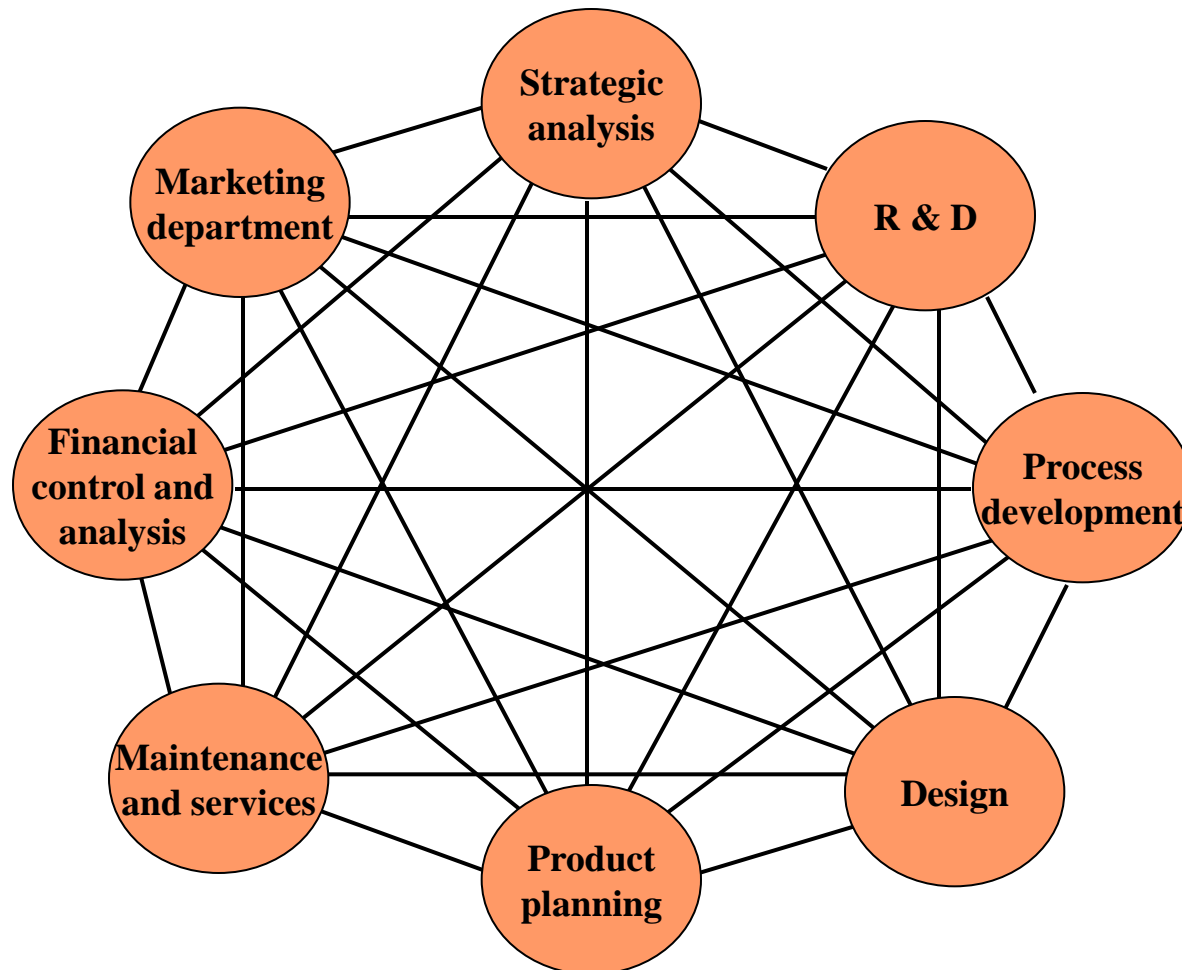 Strategic
analysis
Marketing
department
R & D
Financial
control and
analysis
Process
development
Maintenance
and services
Design
Product
planning